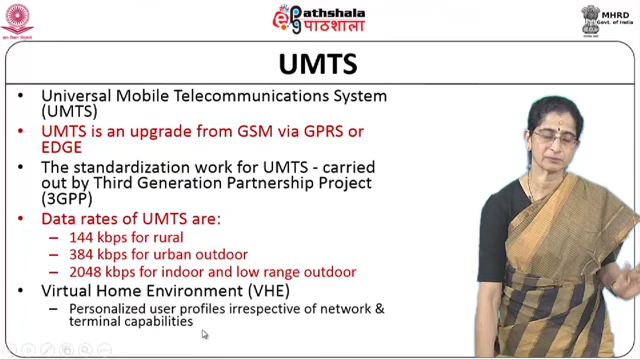 Pathshala
पाठशाला
MHRD
Govt. of India
UMTS
• Universal Mobile Telecommunications System
(UMTS)
• UMTS is an upgrade from GSM via GPRS or
EDGE
• The standardization work for UMTS - carried
out by Third Generation Partnership Project
(3GPP)
• Data rates of UMTS are:
– 144 kbps for rural
– 384 kbps for urban outdoor
– 2048 kbps for indoor and low range outdoor
• Virtual Home Environment (VHE)
– Personalized user profiles irrespective of network &
terminal capabilities